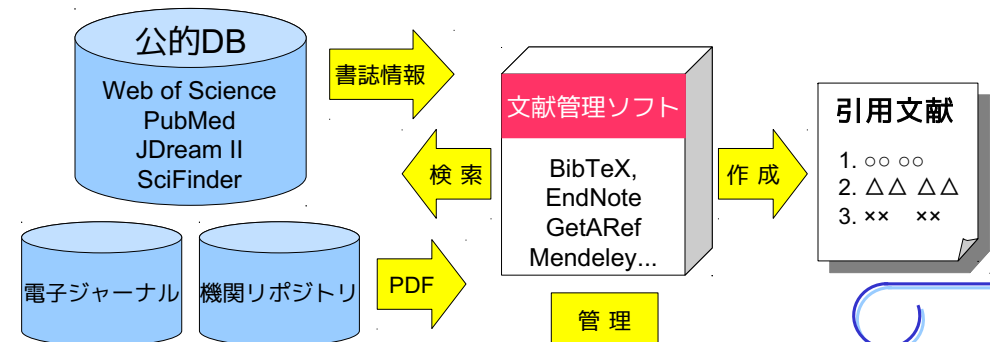 公的DB
Web of Science
PubMed
JDream II
SciFinder
書誌情報
検 索
電子ジャーナル
機関リポジトリ
PDF
文献管理ソフト
BibTeX,
EndNote
GetARef
Mendeley...
管 理
作 成
引用文献
1. ○○ ○○
2. △△ △△
3. ×× ××